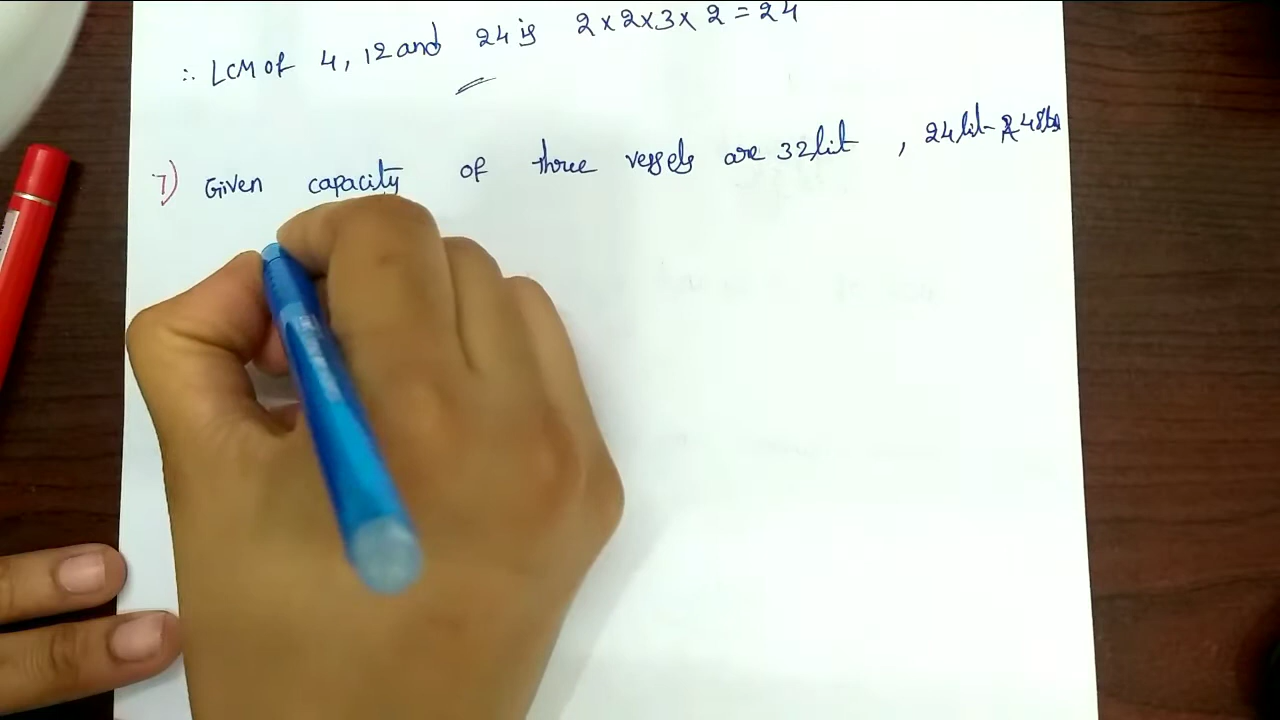 ∴ LCM of 4, 12 and 24 is 2 x 2 x 3 x 2 = 24
7) Given capacity of three vessels are 32 lit , 24 lit &